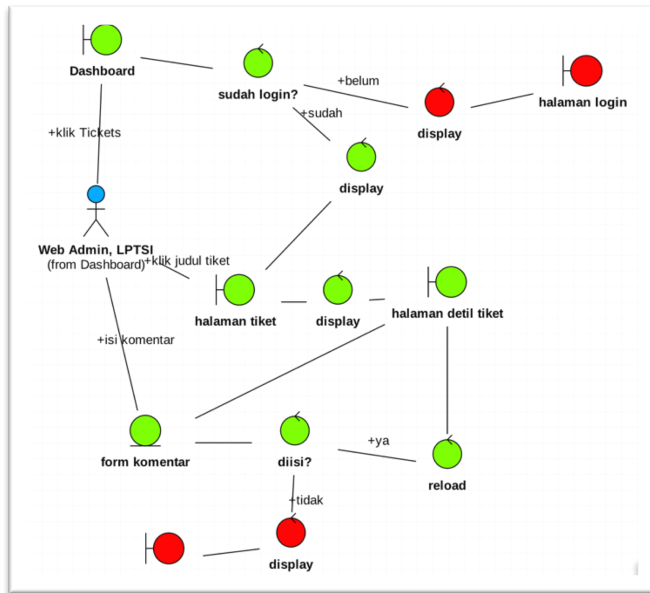 Dashboard
sudah login?
+belum
halaman login
+sudah
display
+klik Tickets
display
Web Admin, LPTSI
(from Dashboard)
+klik judul tiket
halaman tiket
display
halaman detil tiket
+isi komentar
form komentar
diisi?
+ya
reload
+tidak
display